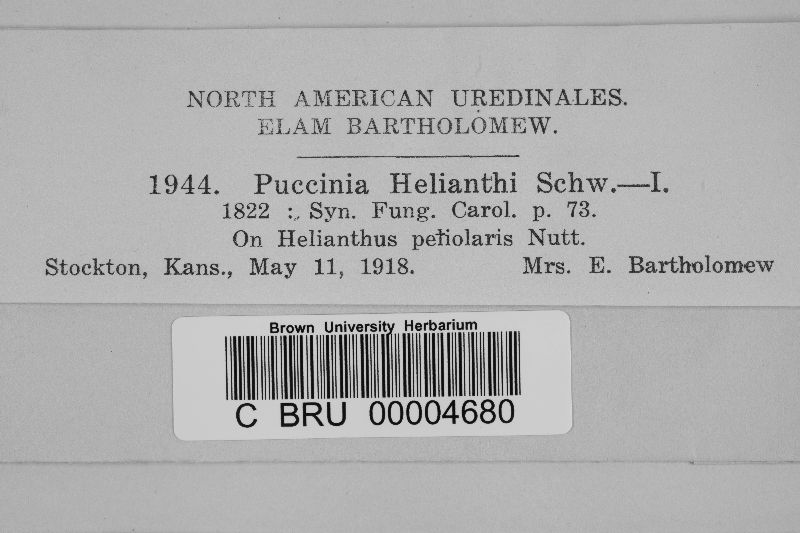 NORTH AMERICAN UREDINALES.
ELAM BARTHOLOMEW.
1944. Puccinia Helianthi Schw.—I.
1822 :, Syn. Fung. Carol. p. 73.
On Helianthus petiolaris Nutt.
Stockton, Kans., May 11, 1918. Mrs. E. Bartholomew
Brown University Herbarium
C BRU 00004680